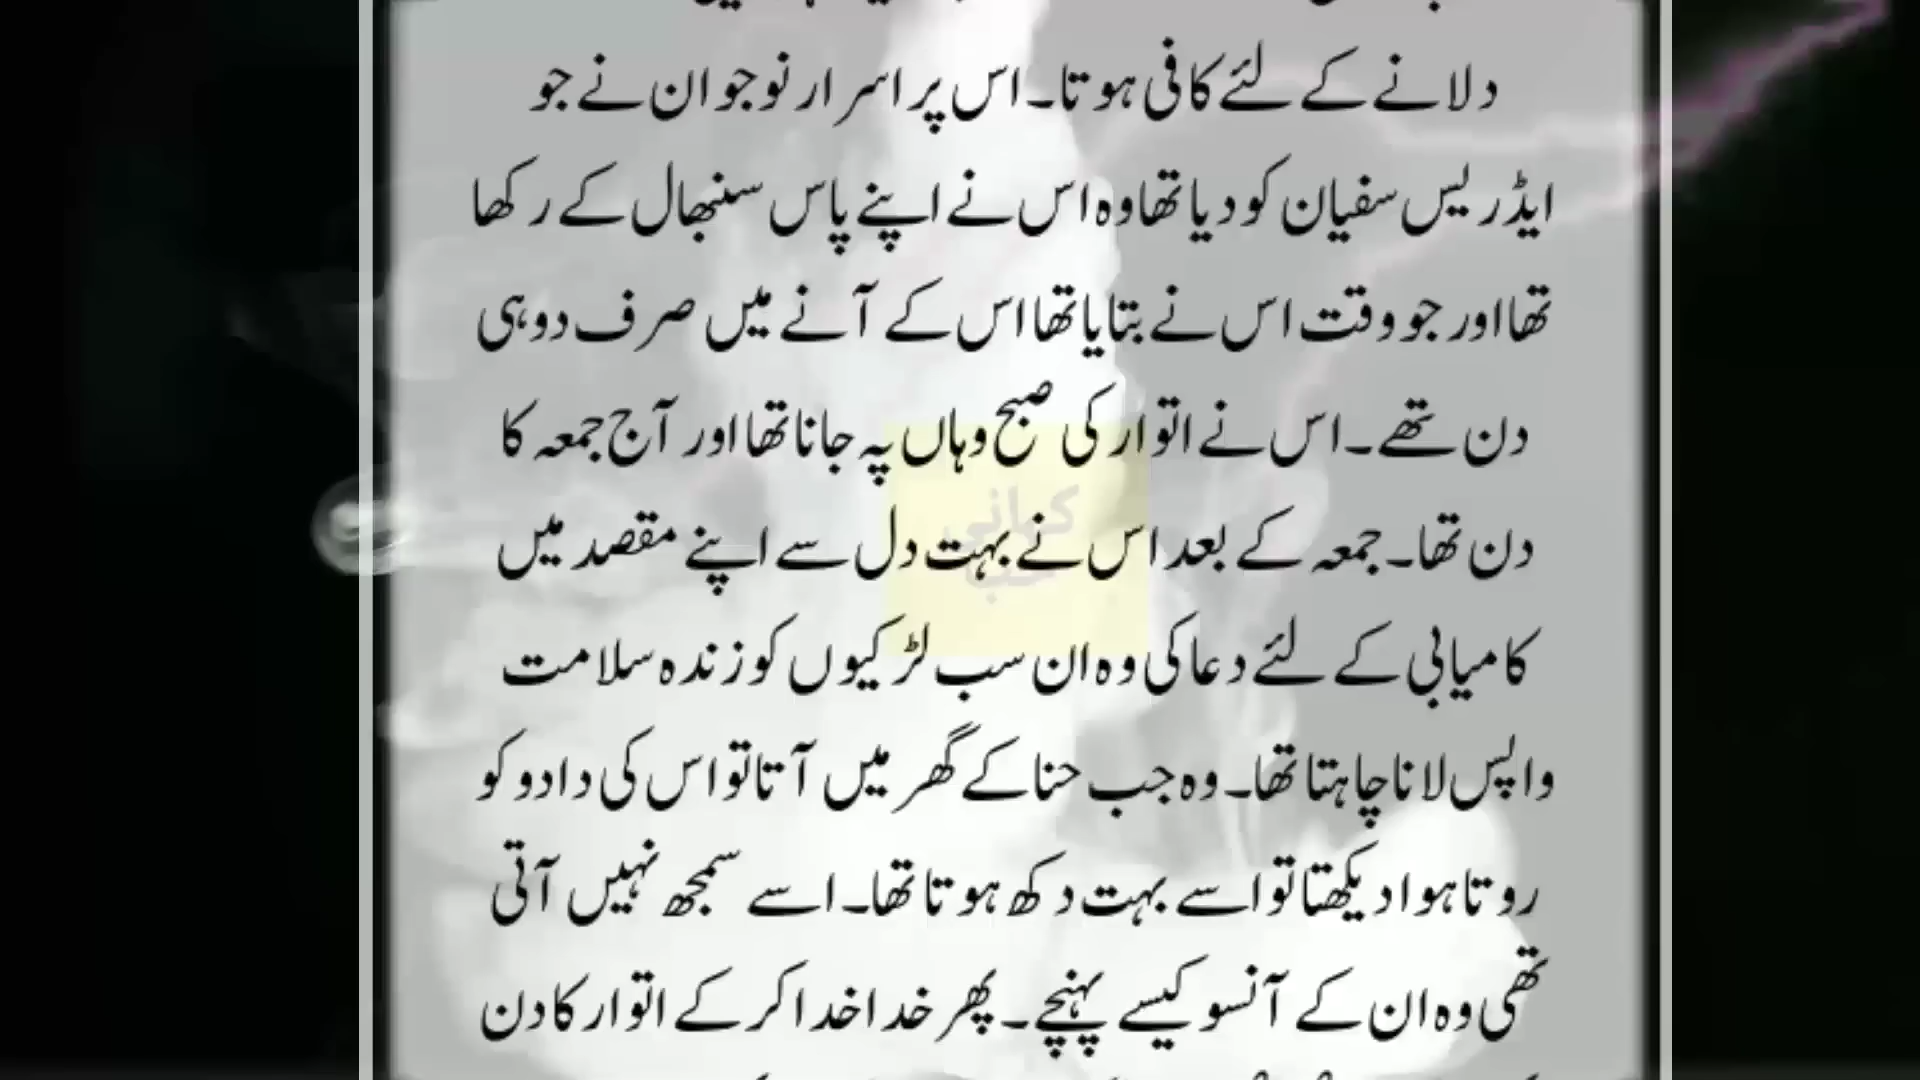 دلانے کے لئے کافی ہوتا۔ اس پر اسرار نوجوان نے جو
ایڈریس سفیان کو دیا تھا وہ اس نے اپنے پاس سنبھال کے رکھا
تھا اور جو وقت اس نے بتایا تھا اس کے آنے میں صرف دو ہی
دن تھے۔ اس نے اتوار کی صبح وہاں پہ جانا تھا اور آج جمعہ کا
دن تھا۔ جمعہ کے بعد اس نے بہت دل سے اپنے مقصد میں
کامیابی کے لئے دعا کی وہ ان سب لڑکیوں کو زندہ سلامت
واپس لانا چاہتا تھا۔ وہ جب حنا کے گھر میں آتا تو اس کی دادو کو
روتا ہوا دیکھتا تو اسے بہت دکھ ہوتا تھا۔ اسے سمجھ نہیں آتی
تھی وہ ان کے آنسو کیسے پہنچے۔ پھر خدا خدا کر کے اتوار کا دن
کہانی